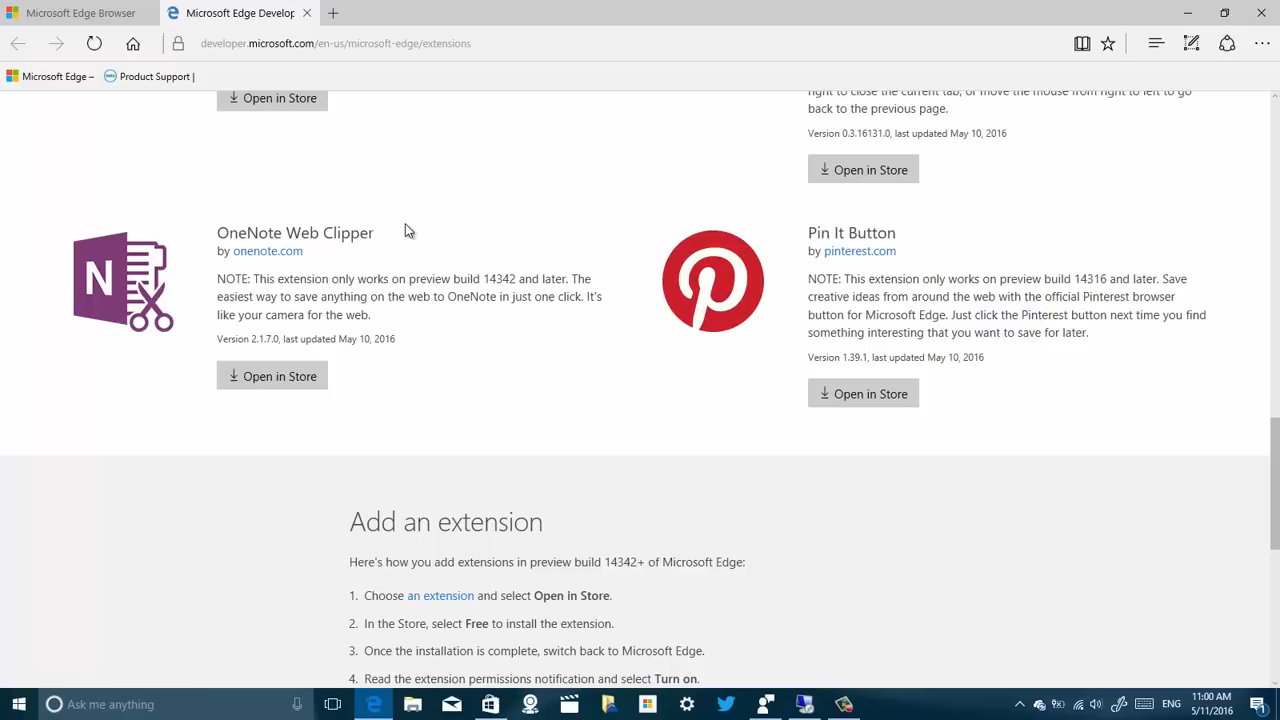 Microsoft Edge Browser
Microsoft Edge Develop
developer.microsoft.com/en-us/microsoft-edge/extensions
Microsoft Edge –
Product Support |
Open in Store
right to close the current tab, or move the mouse from right to left to go
back to the previous page.
Version 0.3.16131.0, last updated May 10, 2016
Open in Store
OneNote Web Clipper
by onenote.com
NOTE: This extension only works on preview build 14342 and later. The
easiest way to save anything on the web to OneNote in just one click. It's
like your camera for the web.
Version 2.1.7.0, last updated May 10, 2016
Open in Store
Pin It Button
by pinterest.com
NOTE: This extension only works on preview build 14316 and later. Save
creative ideas from around the web with the official Pinterest browser
button for Microsoft Edge. Just click the Pinterest button next time you find
something interesting that you want to save for later.
Version 1.39.1, last updated May 10, 2016
Open in Store
Add an extension
Here's how you add extensions in preview build 14342+ of Microsoft Edge:
1. Choose an extension and select Open in Store.
2. In the Store, select Free to install the extension.
3. Once the installation is complete, switch back to Microsoft Edge.
4. Read the extension permissions notification and select Turn on.
Ask me anything
ENG
11:00 AM
5/11/2016